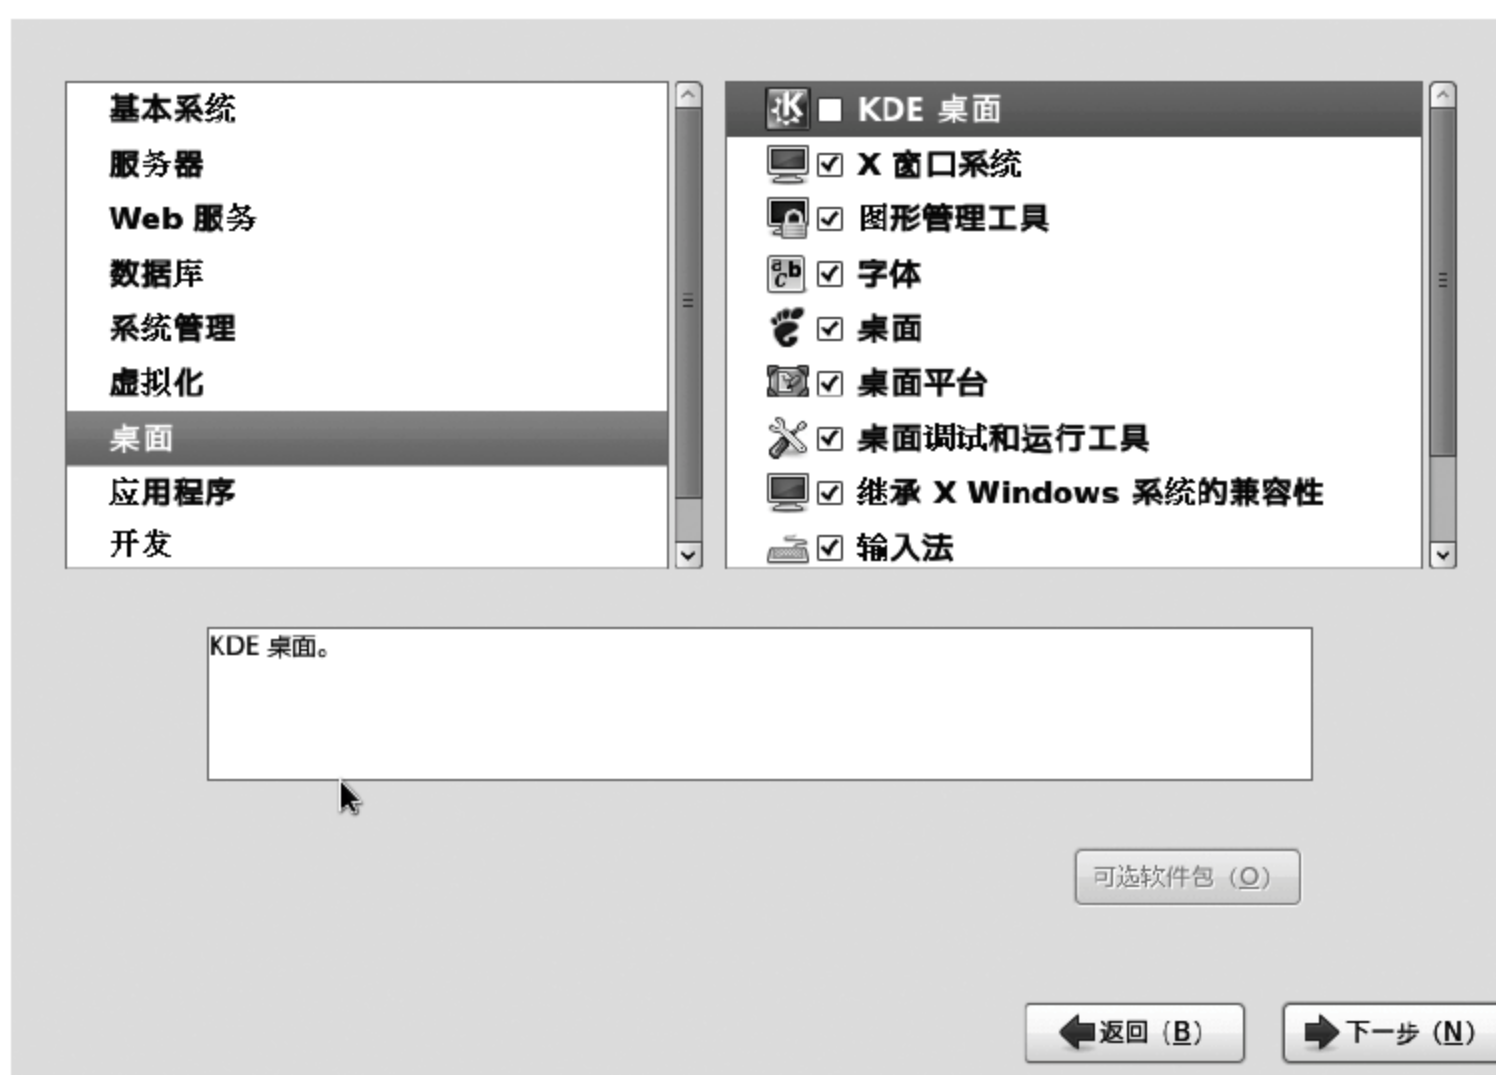 基本系统
服务器
Web 服务
数据库
系统管理
虚拟化
桌面
应用程序
开发
KDE 桌面
X 窗口系统
图形管理工具
字体
桌面
桌面平台
桌面调试和运行工具
继承 X Windows 系统的兼容性
输入法
KDE 桌面。
可选软件包（O）
返回（B）
下一步（N）